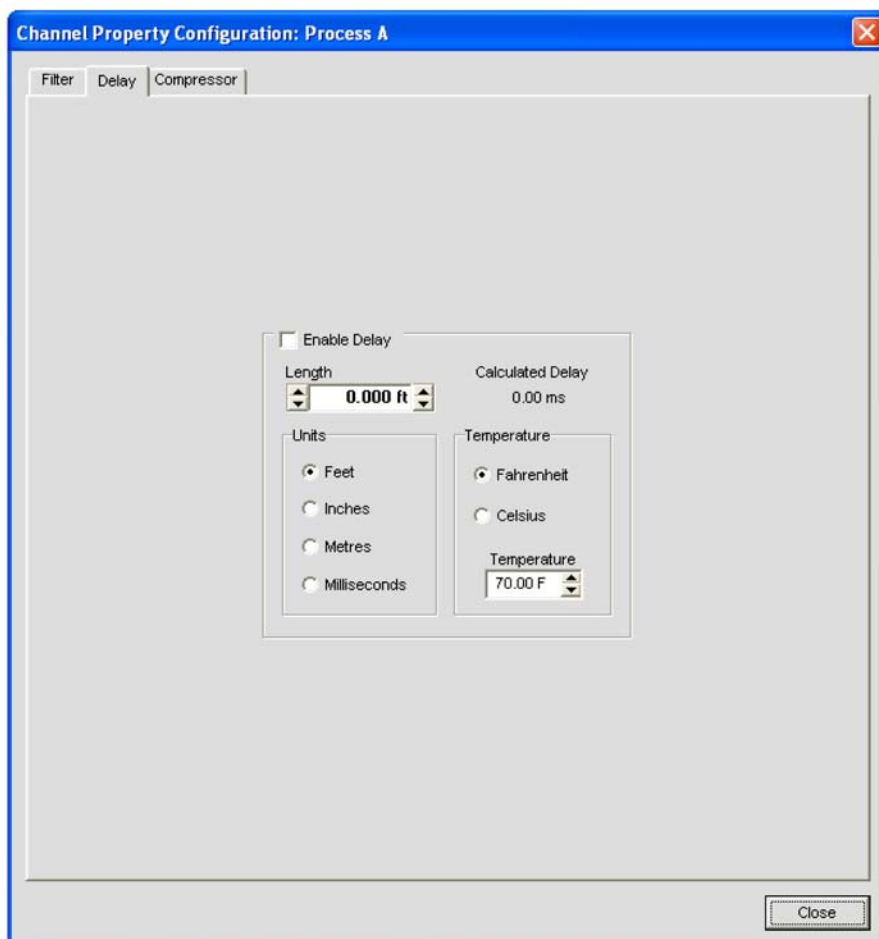 Channel Property Configuration: Process A
Filter Delay Compressor
Enable Delay
Length Calculated Delay
0.000 ft 0.00 ms
Units Temperature
Feet Fahrenheit
Inches Celsius
Metres
Temperature
Milliseconds 70.00 F
Close